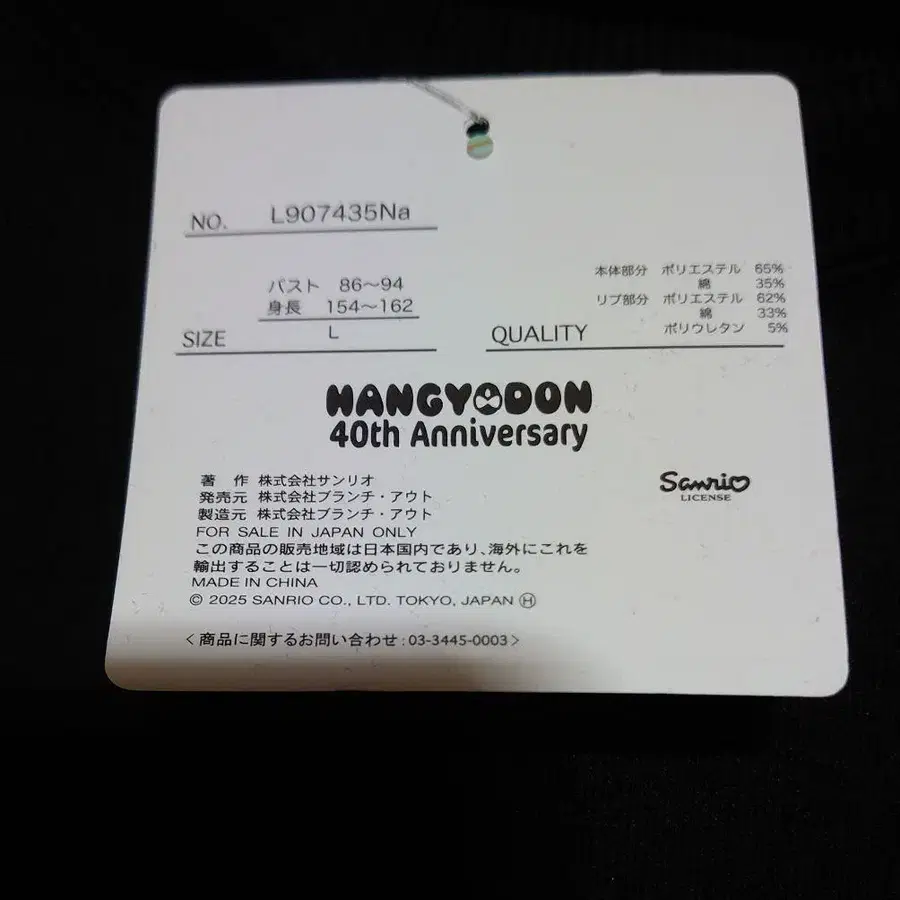 NO. L907435Na
バスト 86～94
身長 154～162
SIZE L
本体部分 ポリエステル 65%
綿 35%
リブ部分 ポリエステル 62%
綿 33%
ポリウレタン 5%
QUALITY
HANGYODON
40th Anniversary
著 作 株式会社サンリオ
発売元 株式会社ブランチ・アウト
製造元 株式会社ブランチ・アウト
FOR SALE IN JAPAN ONLY
この商品の販売地域は日本国内であり、海外にこれを
輸出することは一切認められておりません。
MADE IN CHINA
© 2025 SANRIO CO., LTD. TOKYO, JAPAN Ⓗ
＜商品に関するお問い合わせ：03-3445-0003＞
Sanrio
LICENSE